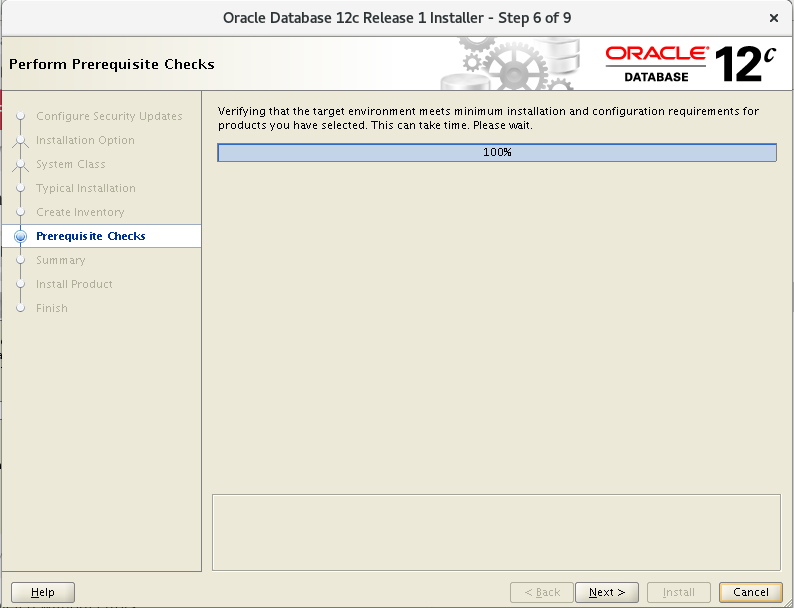 Oracle Database 12c Release 1 Installer - Step 6 of 9
Perform Prerequisite Checks
ORACLE
DATABASE
12c
Configure Security Updates
Installation Option
System Class
Typical Installation
Create Inventory
Prerequisite Checks
Summary
Install Product
Finish
Verifying that the target environment meets minimum installation and configuration requirements for
products you have selected. This can take time. Please wait.
100%
Help
< Back
Next >
Install
Cancel